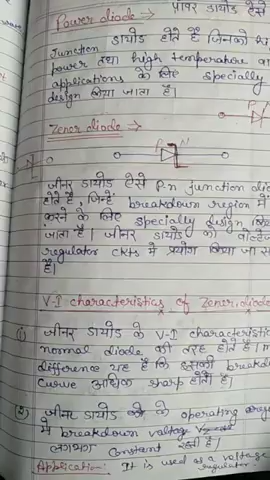 Power diode → पावर डायोड ऐसे
Junction डायोड होते हैं जिनको
power तथा high temperature
applications के लिए specially
design किया जाता है।
P
Zener diode →
P N
जीनर डायोड ऐसे P-n junction
होते हैं, जिन्हें breakdown region में
करने के लिए specially design
जाता है। जीनर डायोड को
regulator CKts में प्रयोग किया जा
है।
V-I characteristics of Zener diode
(1) जीनर डायोड के V-I characteristics
normal diode की तरह होते हैं।
difference यह है कि इसकी
curve अधिक sharp होती है।
(2) जीनर डायोड को के operating
में breakdown voltage
लगभग constant रहती है।
Application: It is used as a voltage
regulator.